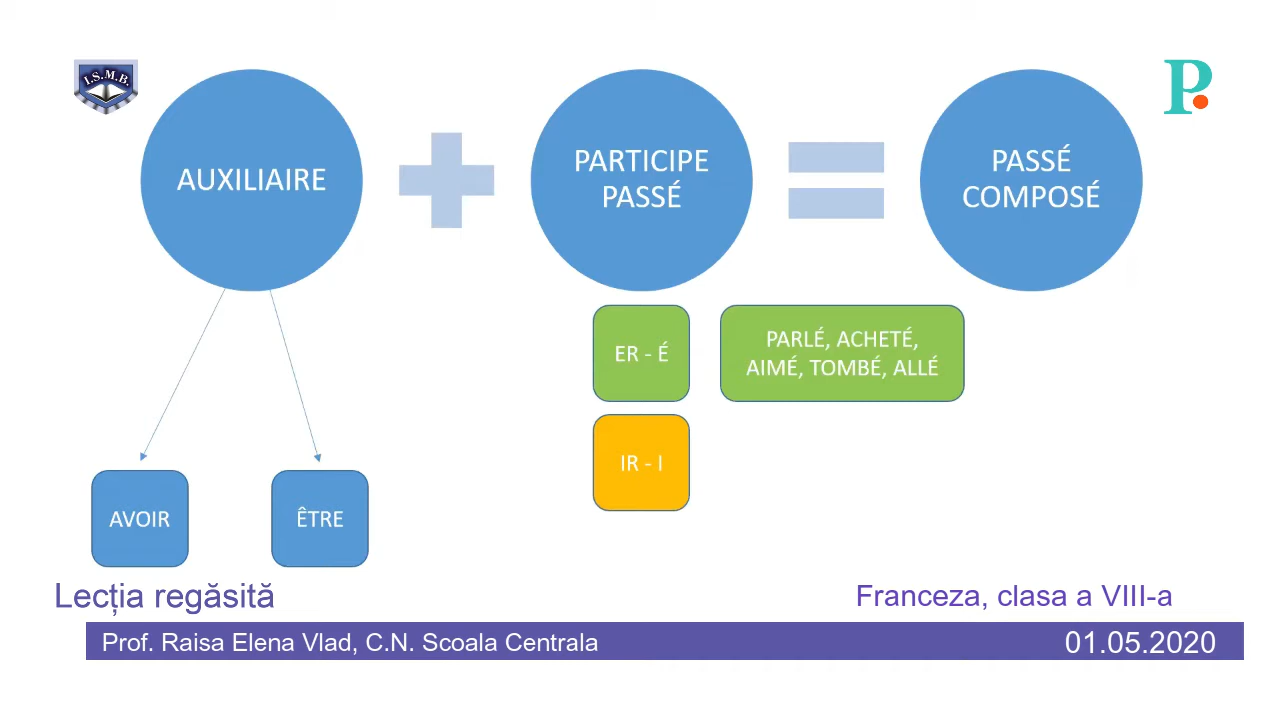 I.S.M.B.
P.
AUXILIAIRE
PARTICIPE
PASSÉ
PASSÉ
COMPOSÉ
ER - É
PARLÉ, ACHETÉ,
AIMÉ, TOMBÉ, ALLÉ
IR - I
AVOIR
ÊTRE
Lecția regăsită
Franceza, clasa a VIII-a
Prof. Raisa Elena Vlad, C.N. Scoala Centrala
01.05.2020